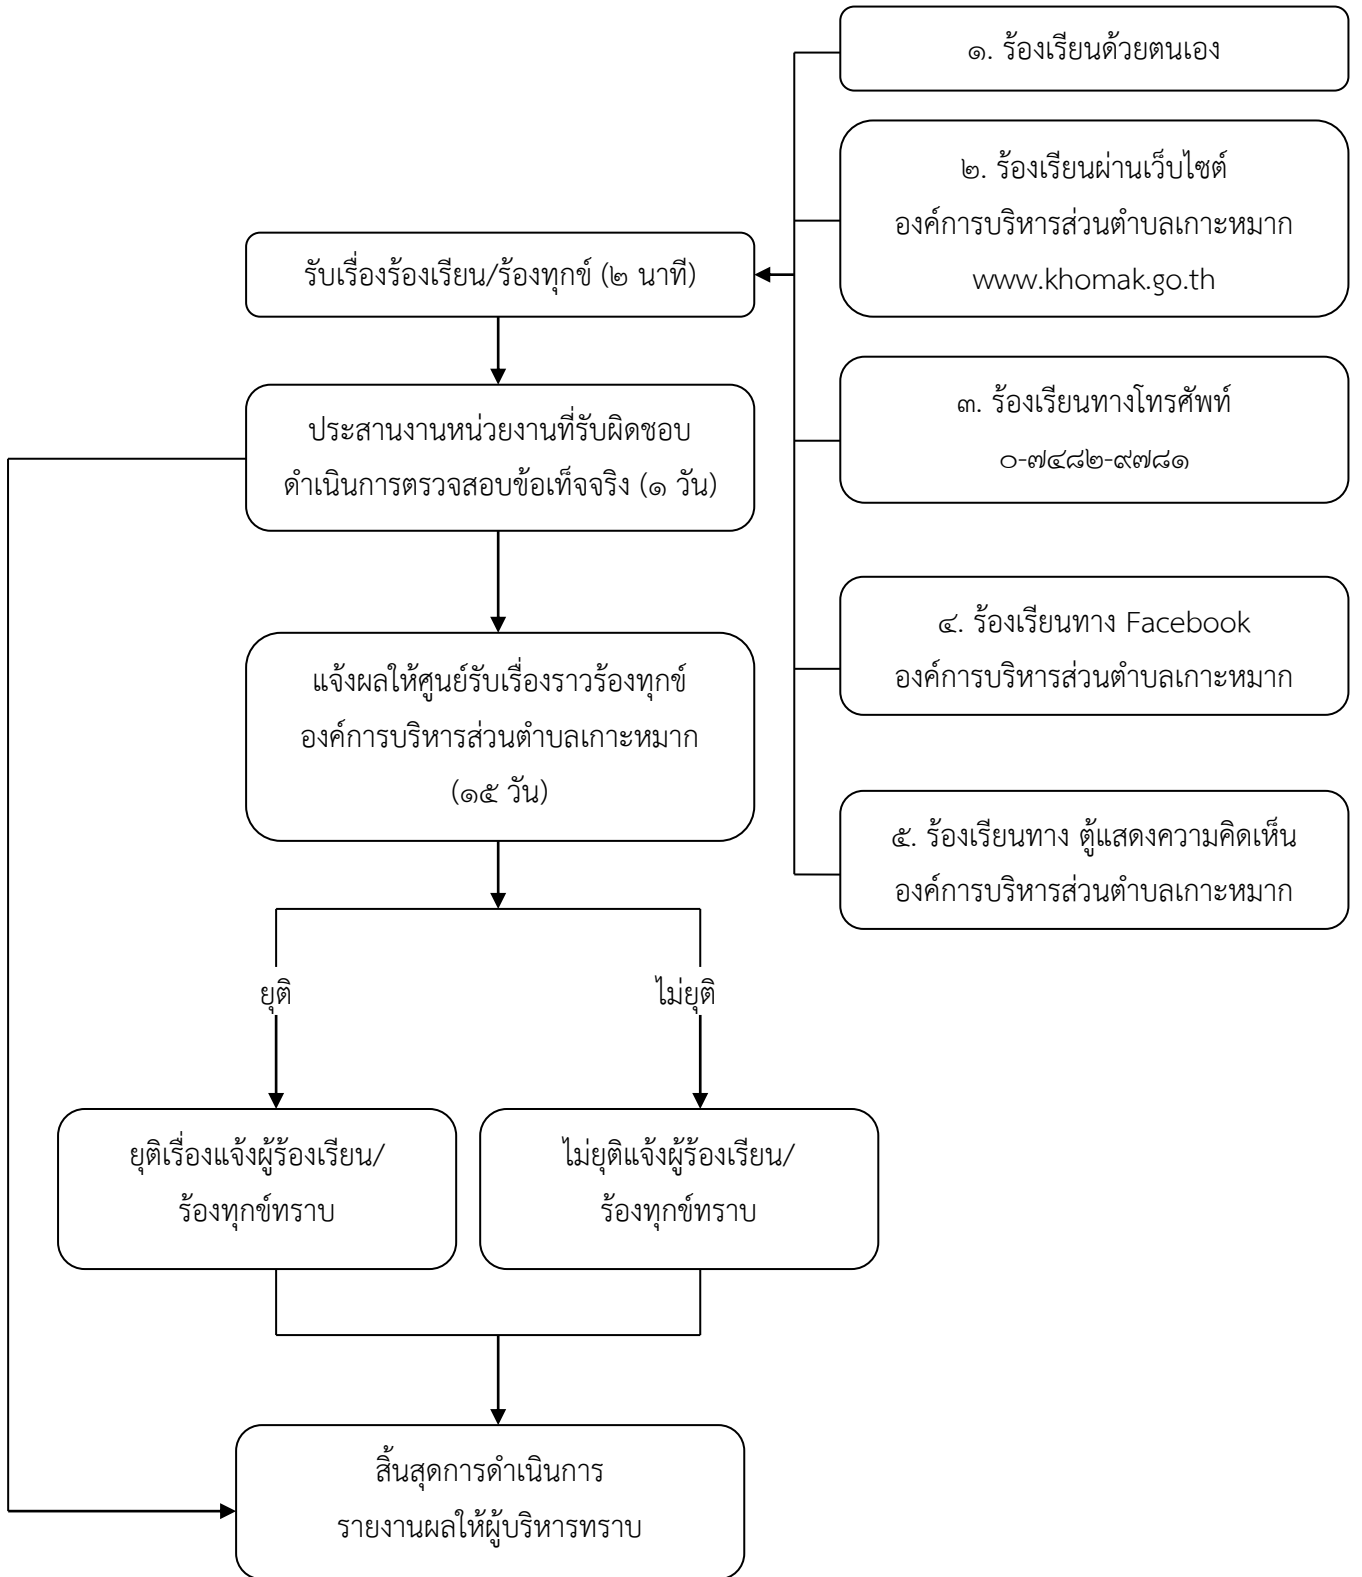 ๑. ร้องเรียนด้วยตนเอง
๒. ร้องเรียนผ่านเว็บไซต์
องค์การบริหารส่วนตำบลเกาะหมาก
www.khomak.go.th
รับเรื่องร้องเรียน/ร้องทุกข์ (๒ นาที)
๓. ร้องเรียนทางโทรศัพท์
๐-๗๔๘๒-๙๗๘๑
ประสานงานหน่วยงานที่รับผิดชอบ
ดำเนินการตรวจสอบข้อเท็จจริง (๑ วัน)
๔. ร้องเรียนทาง Facebook
องค์การบริหารส่วนตำบลเกาะหมาก
แจ้งผลให้ศูนย์รับเรื่องราวร้องทุกข์
องค์การบริหารส่วนตำบลเกาะหมาก
(๑๕ วัน)
๕. ร้องเรียนทาง ตู้แสดงความคิดเห็น
องค์การบริหารส่วนตำบลเกาะหมาก
ยุติ
ไม่ยุติ
ยุติเรื่องแจ้งผู้ร้องเรียน/
ร้องทุกข์ทราบ
ไม่ยุติแจ้งผู้ร้องเรียน/
ร้องทุกข์ทราบ
สิ้นสุดการดำเนินการ
รายงานผลให้ผู้บริหารทราบ